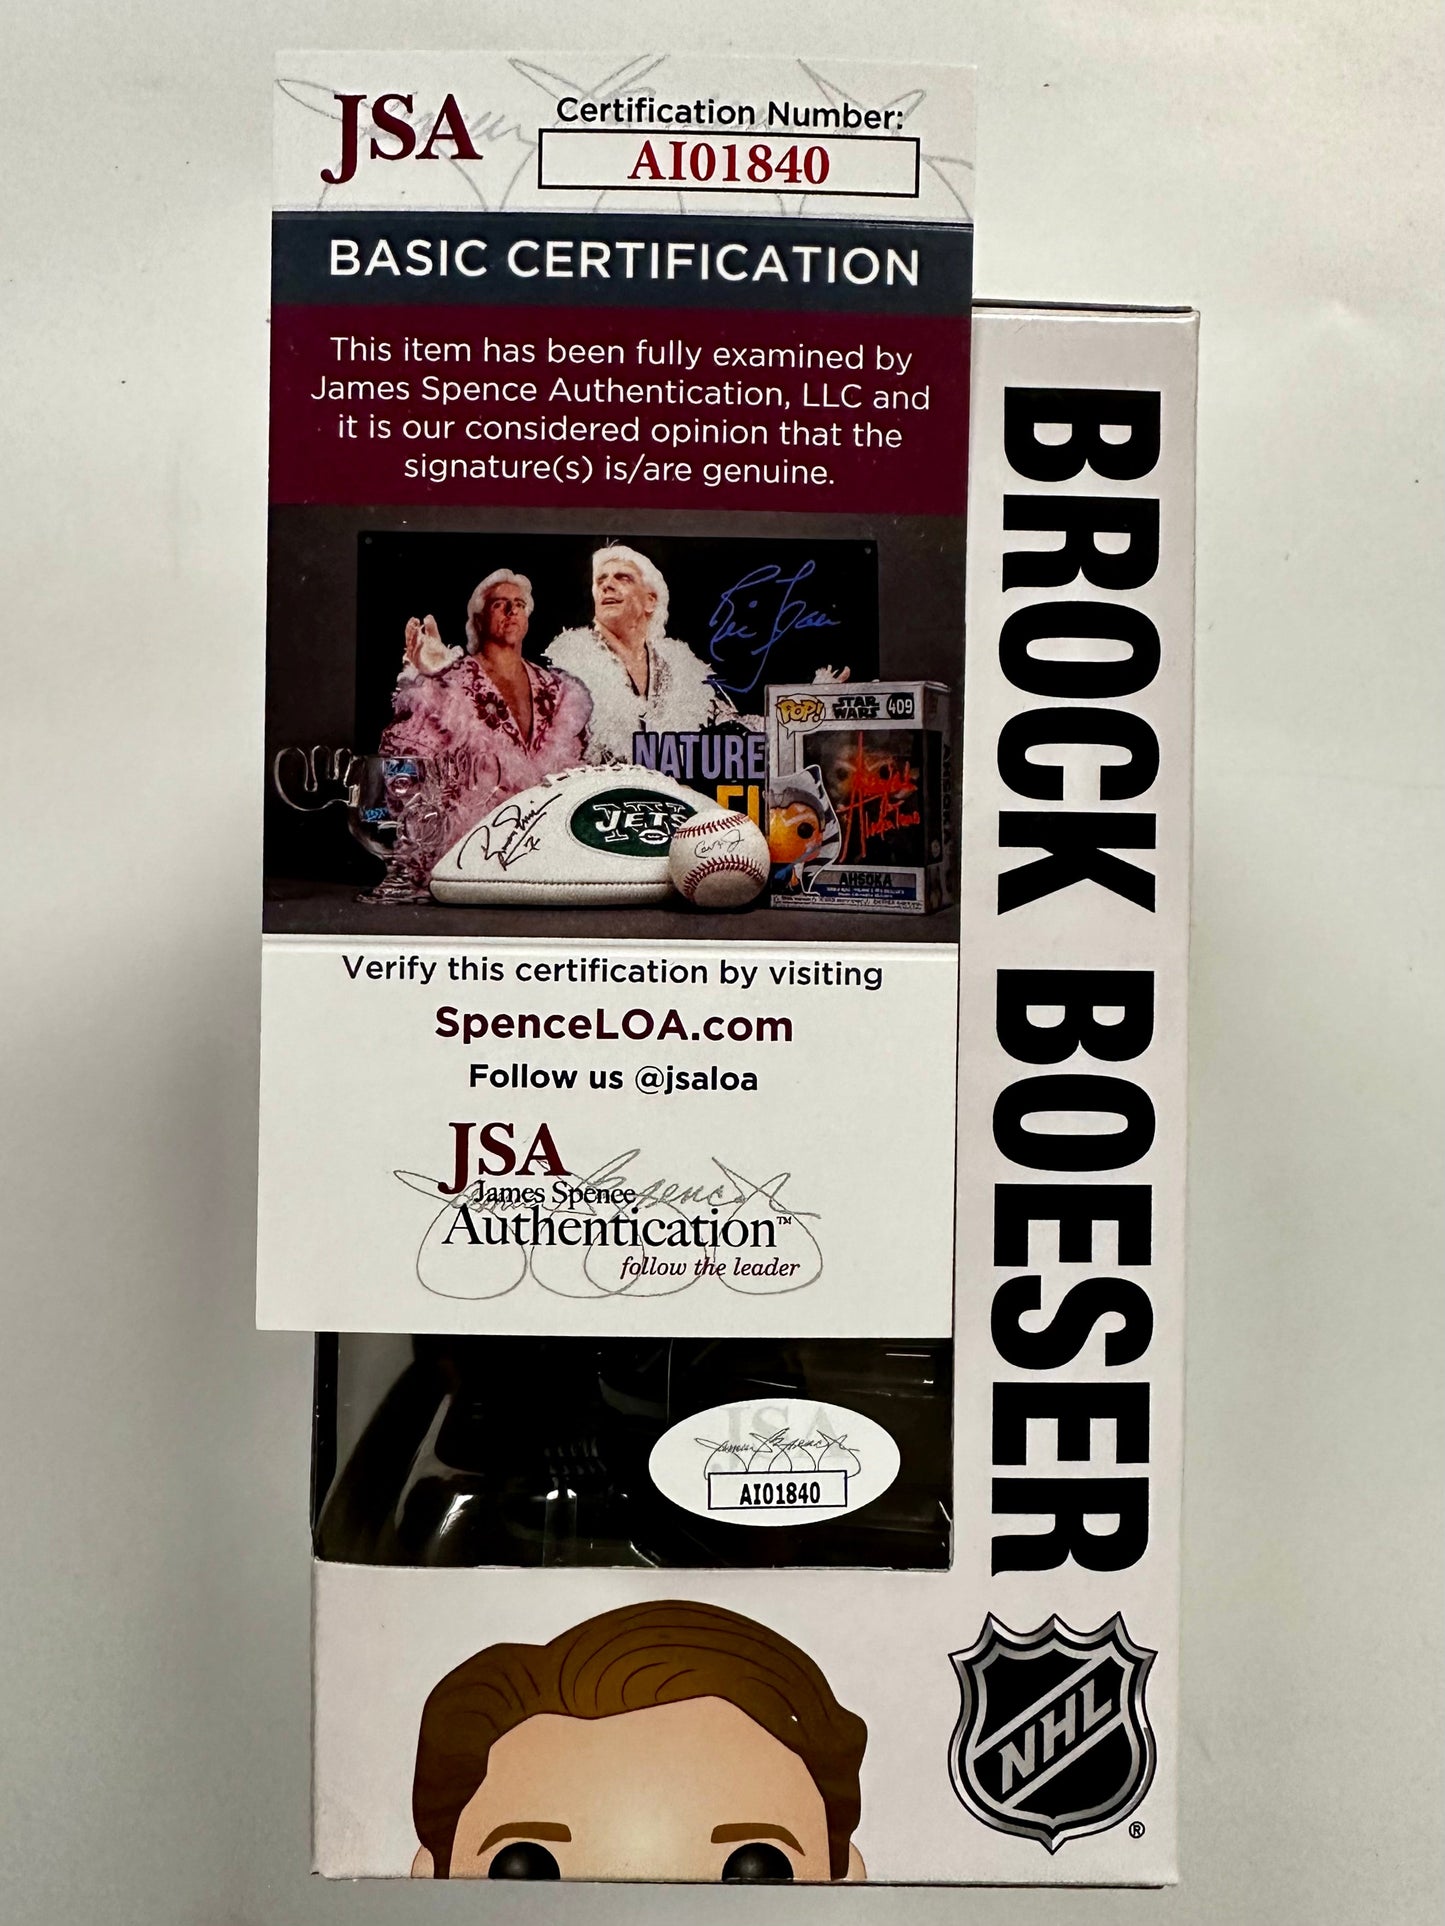 JSA
Certification Number:
AI01840
BASIC CERTIFICATION
This item has been fully examined by
James Spence Authentication, LLC and
it is our considered opinion that the
signature(s) is/are genuine.
POP!
STAR
WARS
409
NATURE
JETS
AHSOKA
Verify this certification by visiting
SpenceLOA.com
Follow us @jsaloa
JSA
James Spence
Authentication™
follow the leader
JSA
AI01840
BROCK BOESER
NHL
®